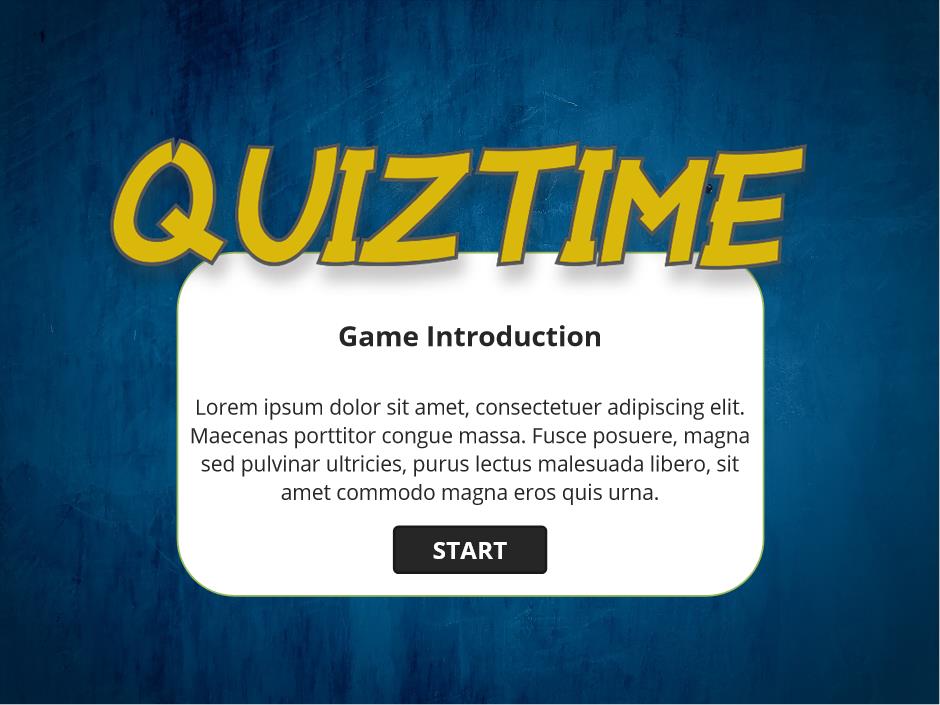 QUIZTIME
Game Introduction
Lorem ipsum dolor sit amet, consectetuer adipiscing elit.
Maecenas porttitor congue massa. Fusce posuere, magna
sed pulvinar ultricies, purus lectus malesuada libero, sit
amet commodo magna eros quis urna.
START